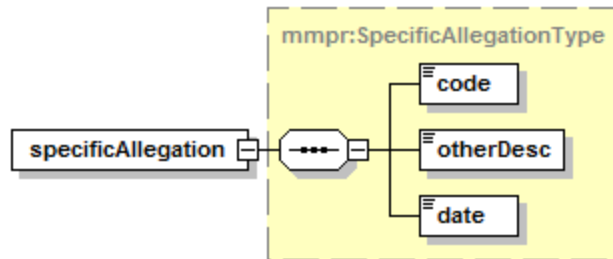 mmpr:SpecificAllegationType
code
specificAllegation
otherDesc
date